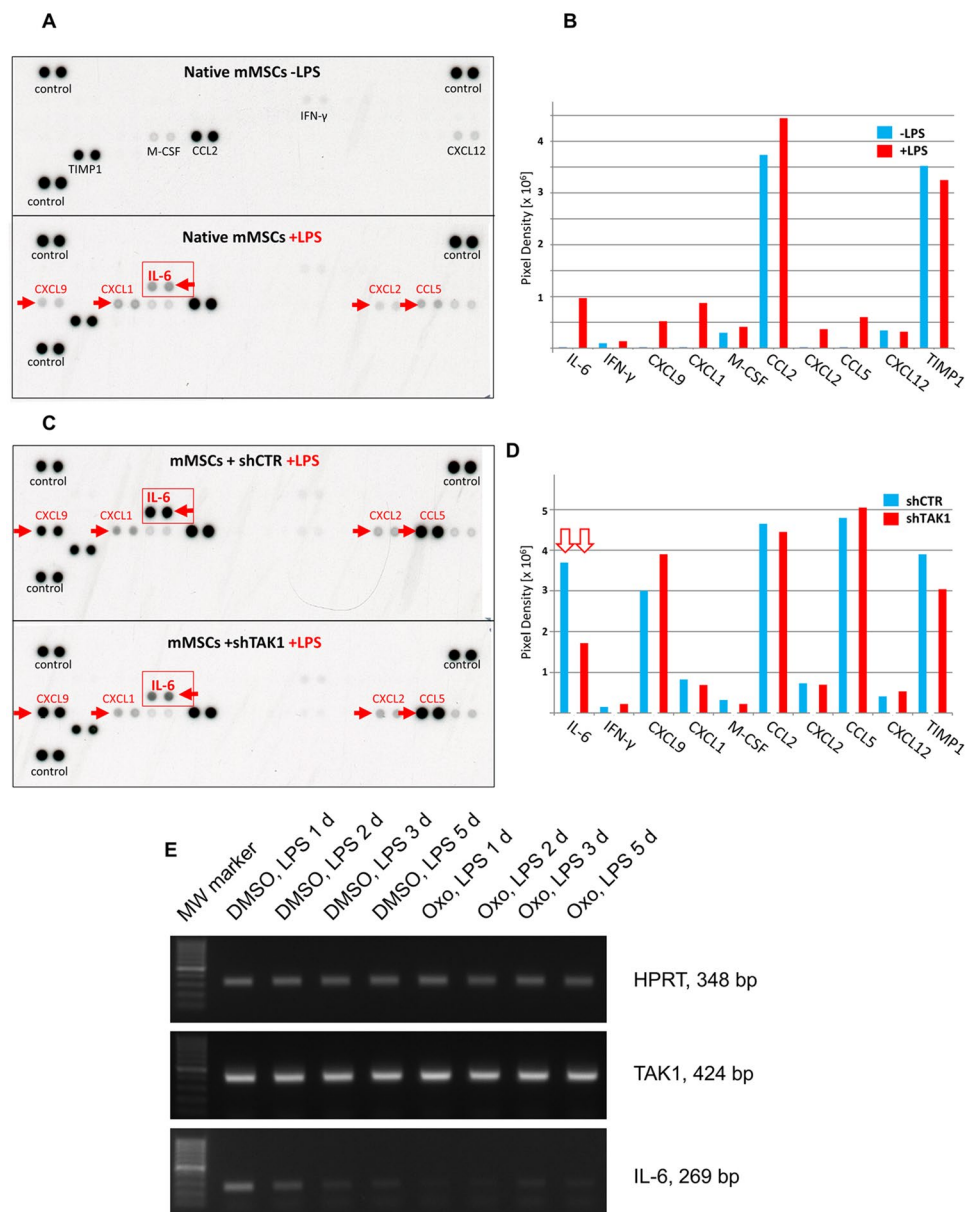 A
Native mMSCs -LPS
control
control
IFN-γ
M-CSF
CCL2
CXCL12
TIMP1
control
Native mMSCs +LPS
control
control
IL-6
CXCL9
CXCL1
CXCL2
CCL5
control
B
Pixel Density [x 10⁶]
4
3
2
1
-LPS
+LPS
IL-6
IFN-γ
CXCL9
CXCL1
M-CSF
CCL2
CXCL2
CCL5
CXCL12
TIMP1
C
mMSCs + shCTR +LPS
control
control
IL-6
CXCL9
CXCL1
CXCL2
CCL5
control
mMSCs +shTAK1 +LPS
control
control
IL-6
CXCL9
CXCL1
CXCL2
CCL5
control
D
Pixel Density [x 10⁶]
5
4
3
2
1
shCTR
shTAK1
IL-6
IFN-γ
CXCL9
CXCL1
M-CSF
CCL2
CXCL2
CCL5
CXCL12
TIMP1
E
MW marker
DMSO, LPS 1 d
DMSO, LPS 2 d
DMSO, LPS 3 d
DMSO, LPS 5 d
Oxo, LPS 1 d
Oxo, LPS 2 d
Oxo, LPS 3 d
Oxo, LPS 5 d
HPRT, 348 bp
TAK1, 424 bp
IL-6, 269 bp